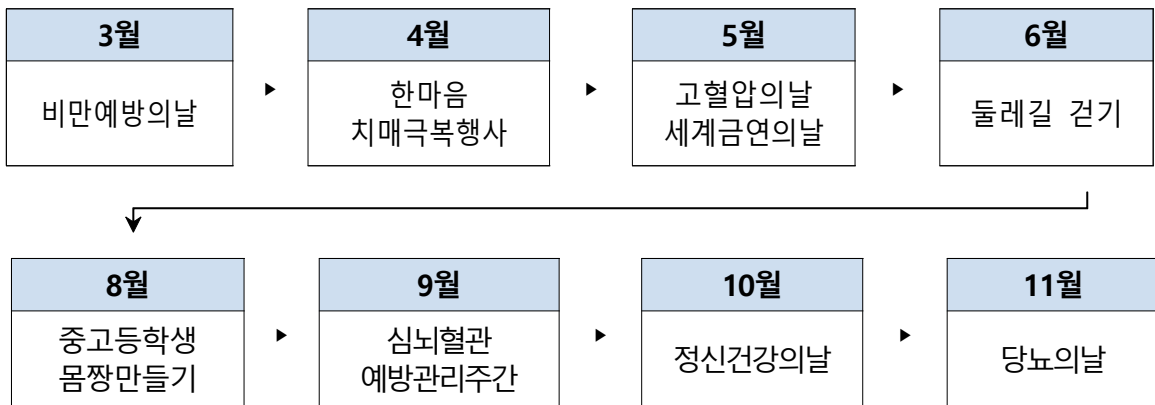 3월
비만예방의날
4월
한마음
치매극복행사
5월
고혈압의날
세계금연의날
6월
둘레길 걷기
8월
중고등학생
몸짱만들기
9월
심뇌혈관
예방관리주간
10월
정신건강의날
11월
당뇨의날